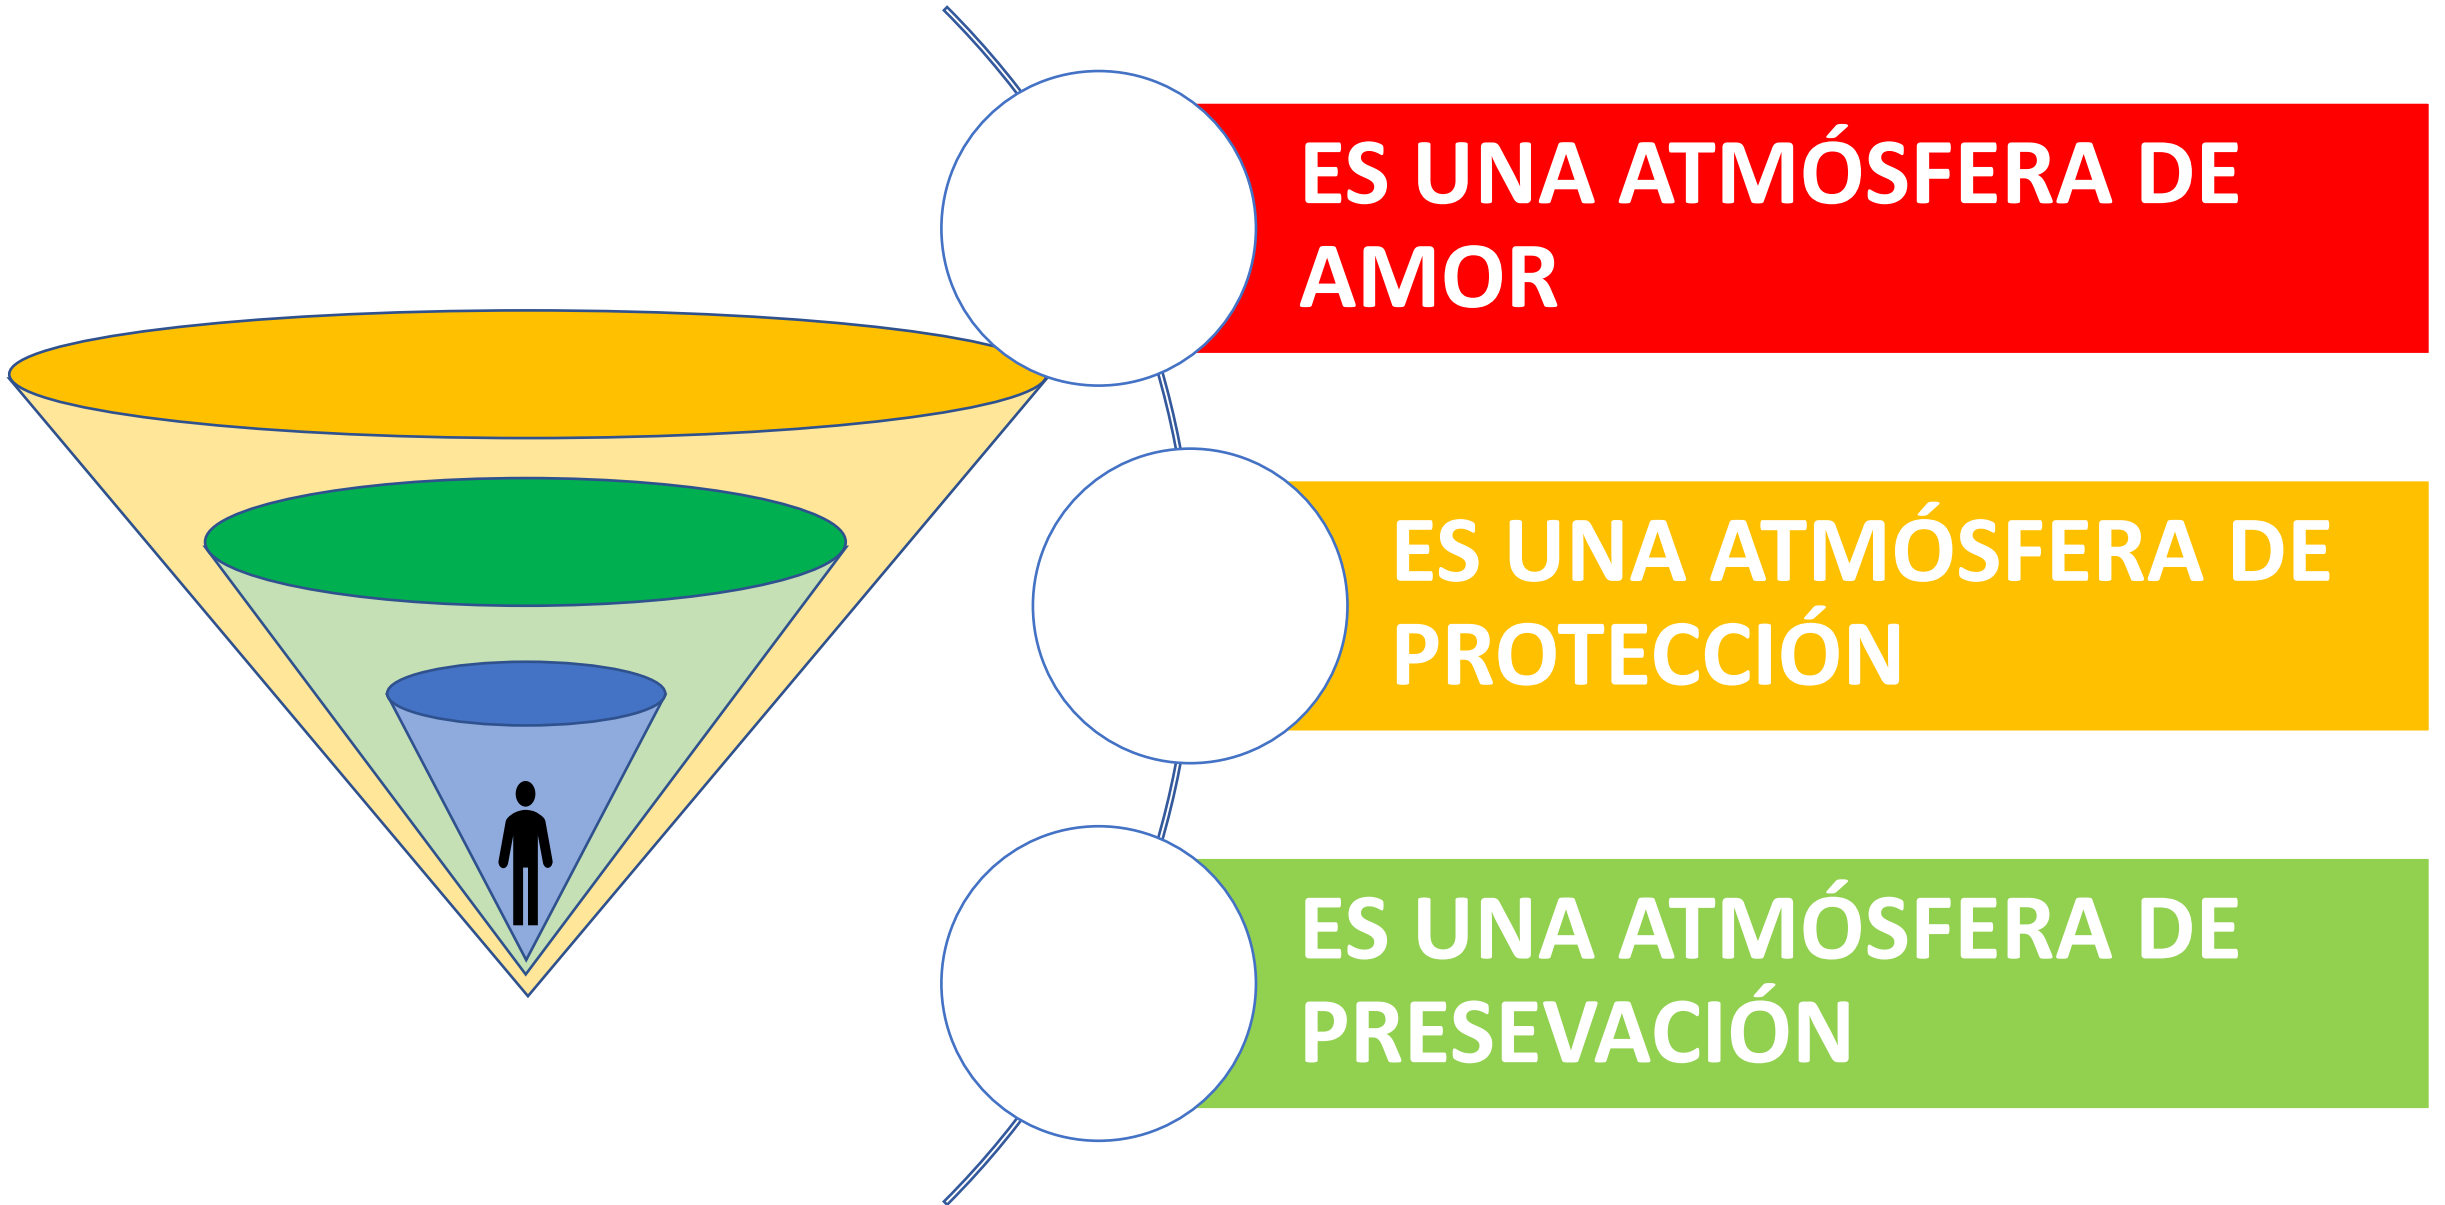 ES UNA ATMÓSFERA DE
AMOR
ES UNA ATMÓSFERA DE
PROTECCIÓN
ES UNA ATMÓSFERA DE
PRESEVACIÓN